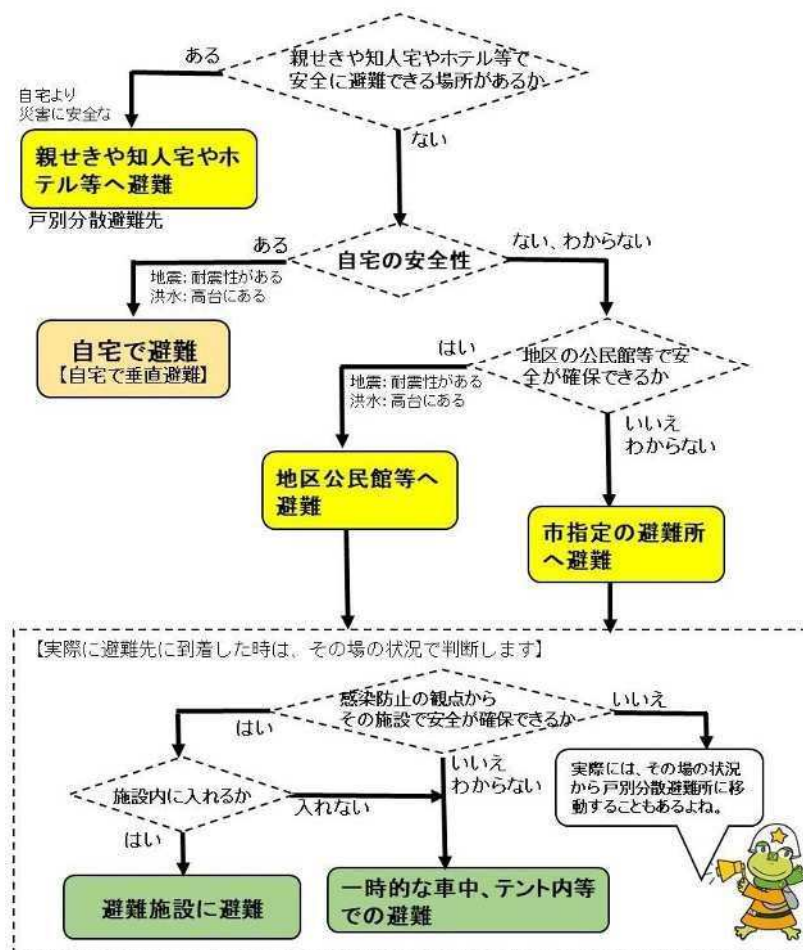 親せきや知人宅やホテル等で
安全に避難できる場所があるか
ある
自宅より
災害に安全な
親せきや知人宅やホ
テル等へ避難
戸別分散避難先
ない
自宅の安全性
ある
地震:耐震性がある
洪水:高台にある
自宅で避難
【自宅で垂直避難】
ない、わからない
地区の公民館等で安
全が確保できるか
はい
地震:耐震性がある
洪水:高台にある
地区公民館等へ
避難
いいえ
わからない
市指定の避難所
へ避難
【実際に避難先に到着した時は、その場の状況で判断します】
感染防止の観点から
その施設で安全が確保できるか
はい
いいえ
いいえ
わからない
施設内に入れるか
入れない
はい
避難施設に避難
一時的な車中、テント内等
での避難
実際には、その場の状況
から戸別分散避難所に移
動することもあるよね。